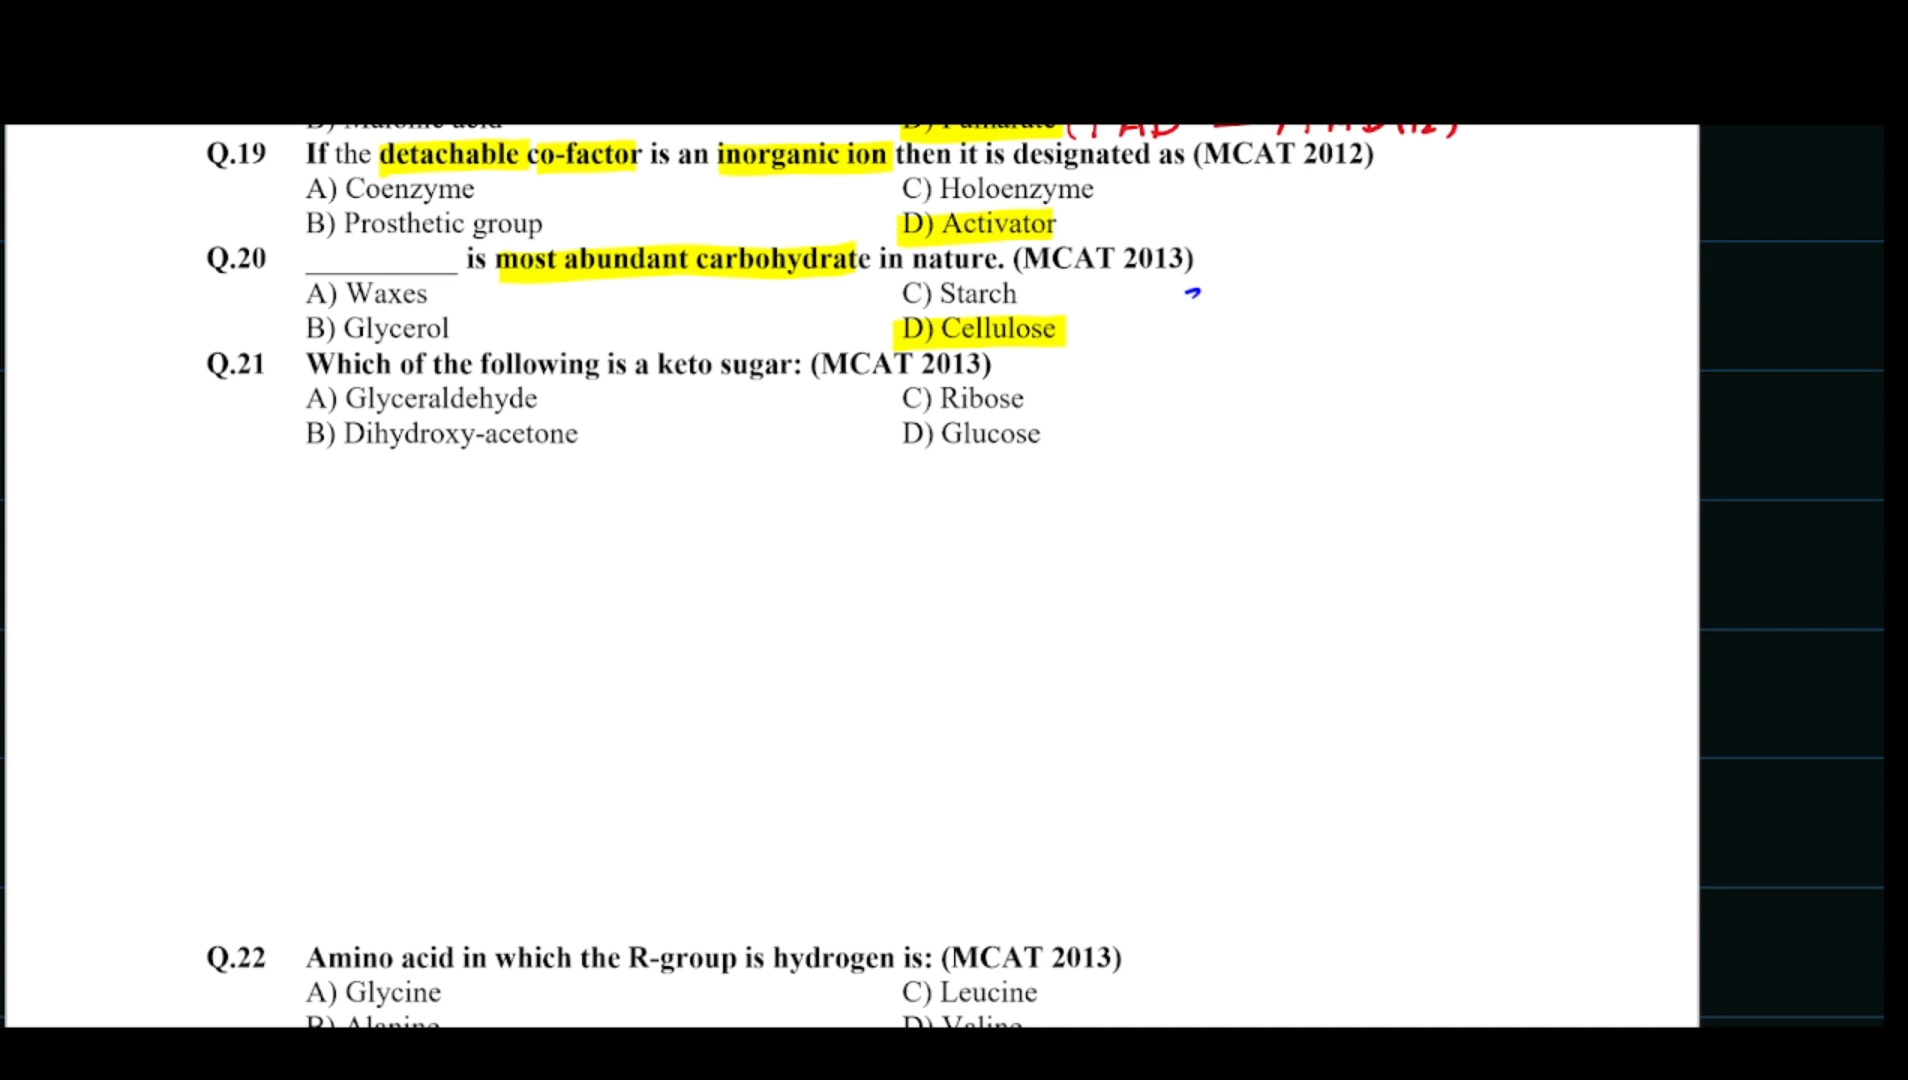 Q.19 If the detachable co-factor is an inorganic ion then it is designated as (MCAT 2012)
A) Coenzyme C) Holoenzyme
B) Prosthetic group D) Activator
Q.20 __________ is most abundant carbohydrate in nature. (MCAT 2013)
A) Waxes C) Starch
B) Glycerol D) Cellulose
Q.21 Which of the following is a keto sugar: (MCAT 2013)
A) Glyceraldehyde C) Ribose
B) Dihydroxy-acetone D) Glucose
Q.22 Amino acid in which the R-group is hydrogen is: (MCAT 2013)
A) Glycine C) Leucine
B) Alanine D) Valine